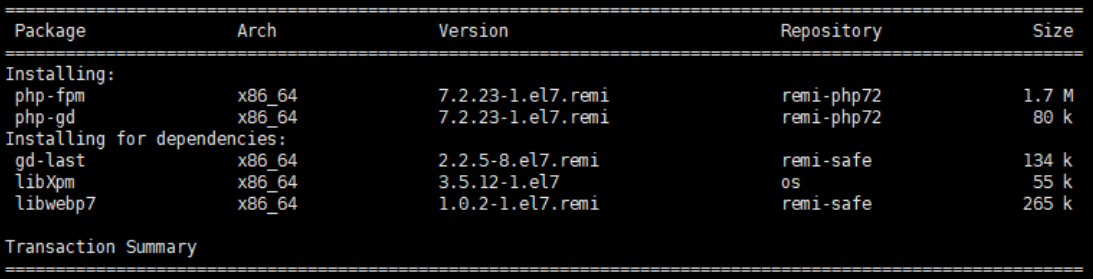 ================================================================================
Package Arch Version Repository Size
================================================================================
Installing:
php-fpm x86_64 7.2.23-1.el7.remi remi-php72 1.7 M
php-gd x86_64 7.2.23-1.el7.remi remi-php72 80 k
Installing for dependencies:
gd-last x86_64 2.2.5-8.el7.remi remi-safe 134 k
libXpm x86_64 3.5.12-1.el7 os 55 k
libwebp7 x86_64 1.0.2-1.el7.remi remi-safe 265 k
Transaction Summary
================================================================================